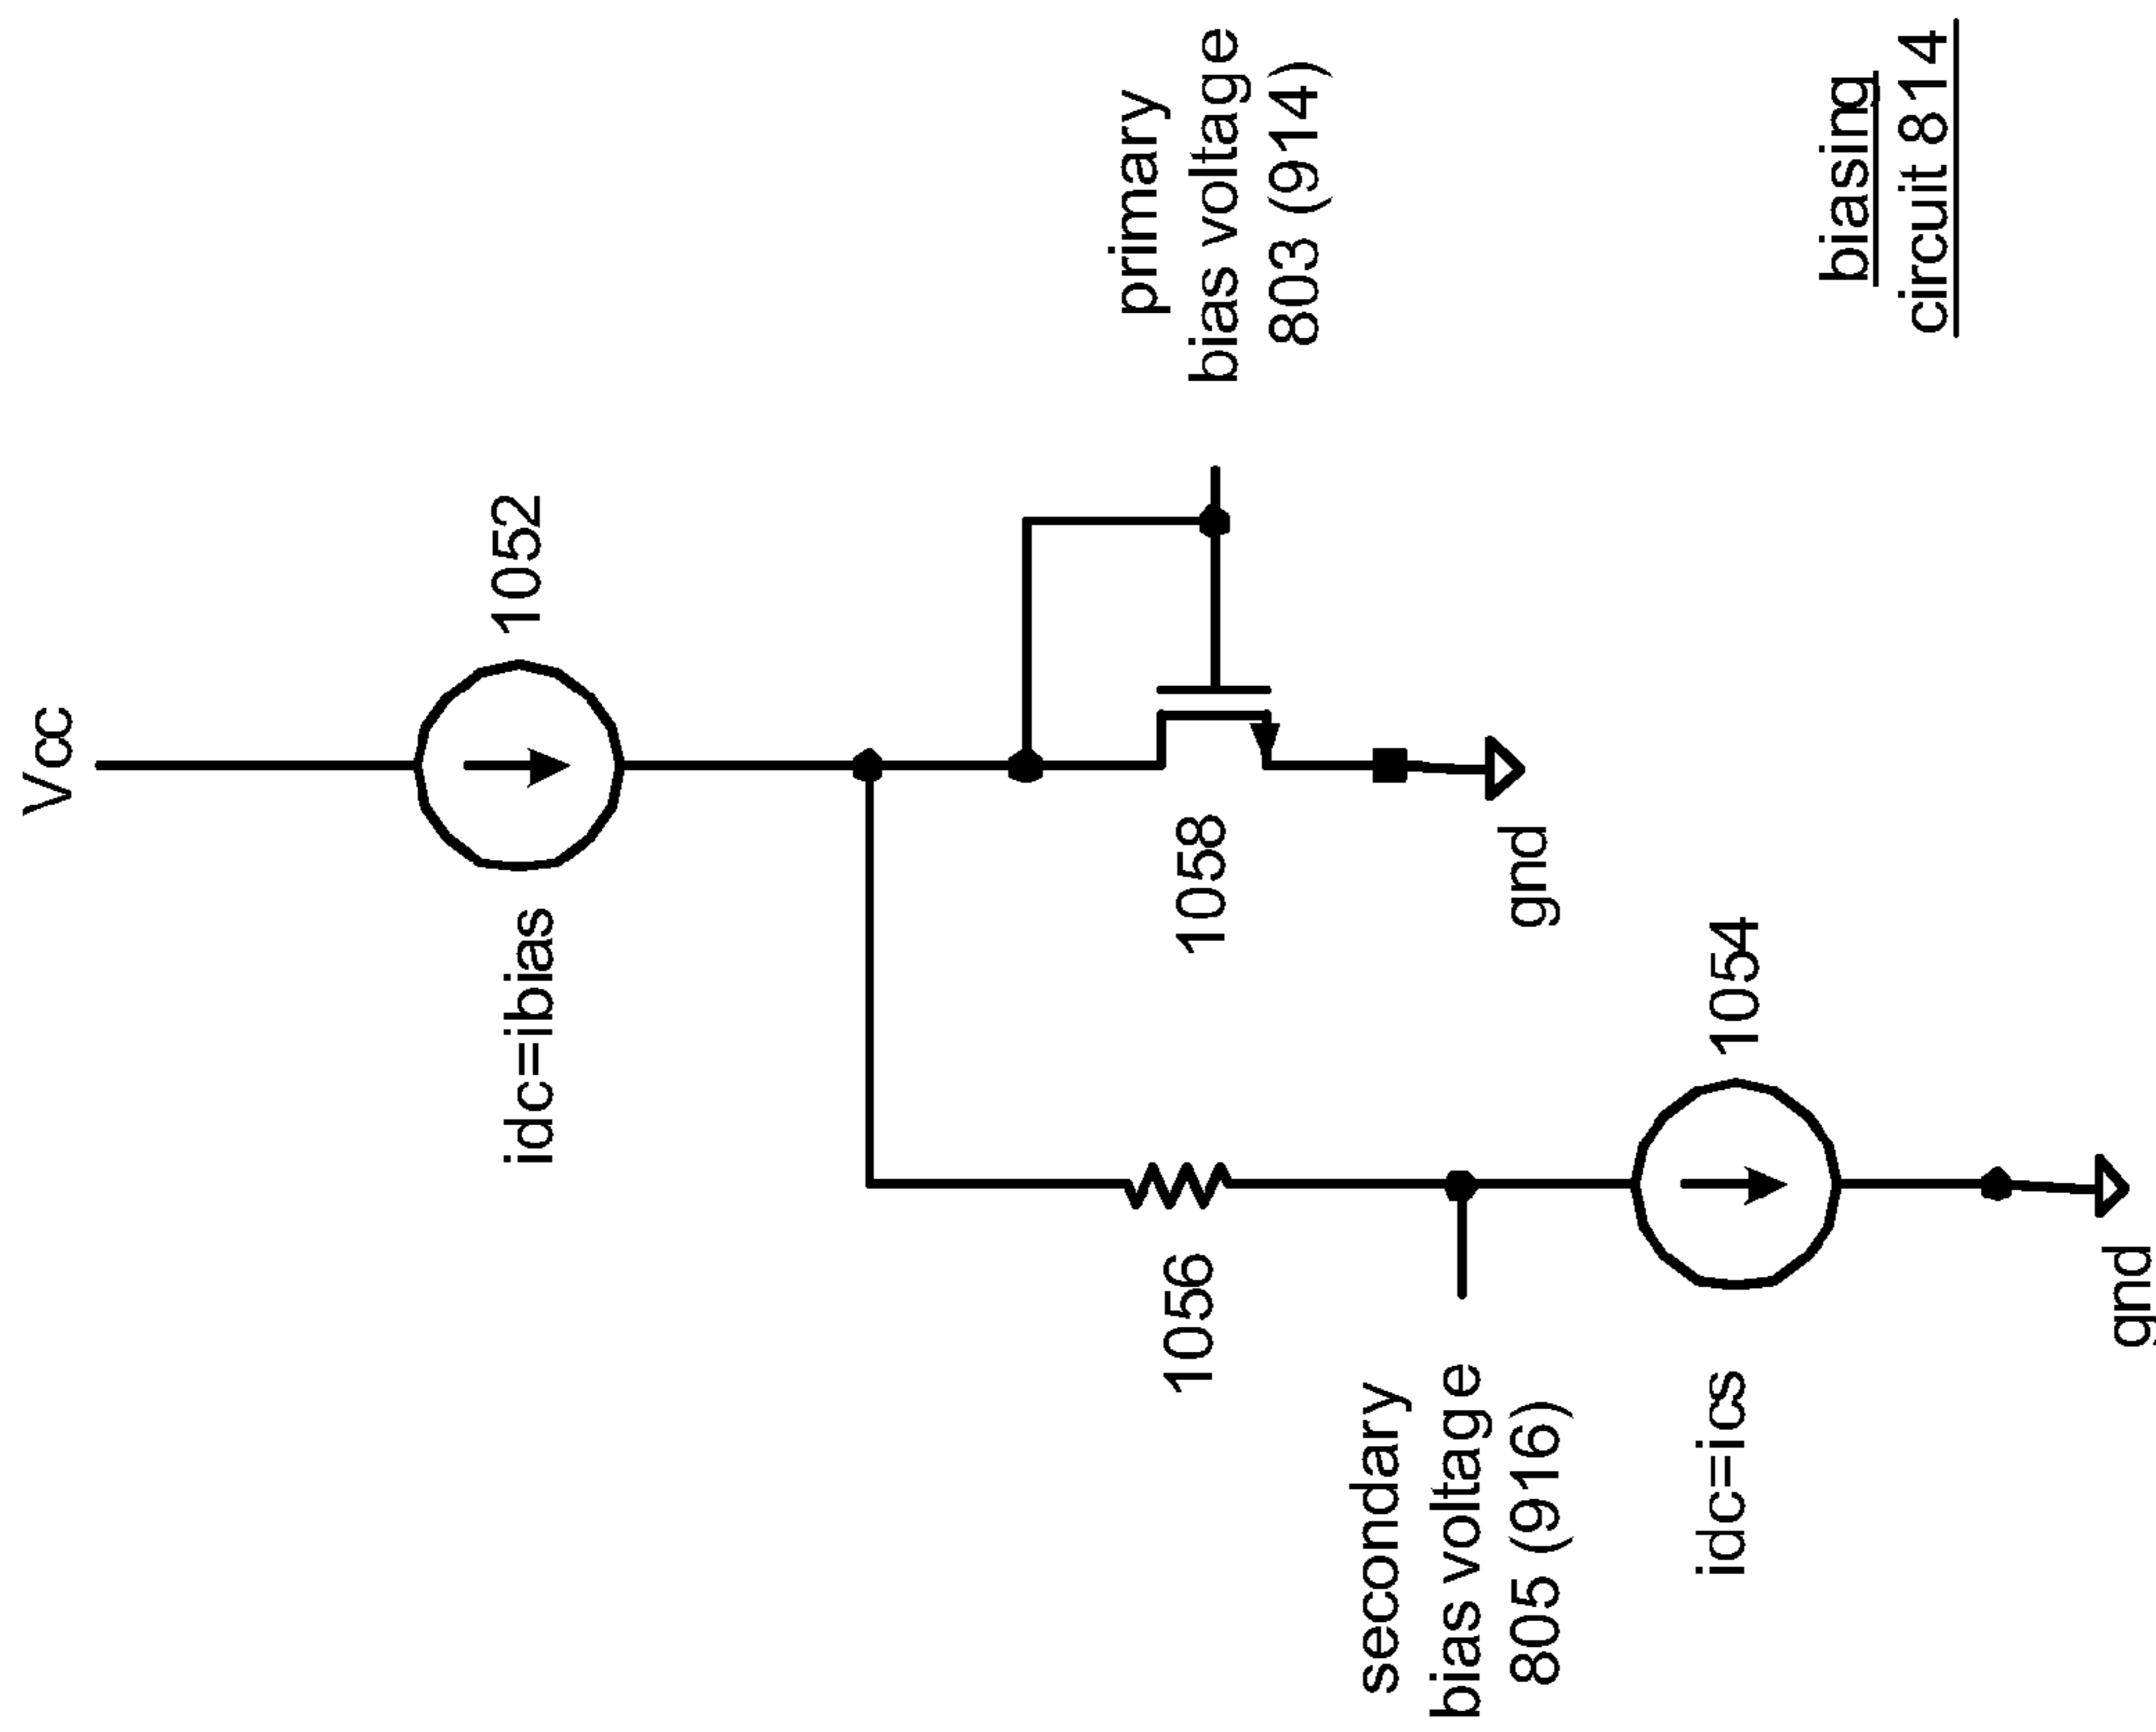 Vcc
idc=ibias
1052
primary
bias voltage
803 (914)
1058
gnd
1056
secondary
bias voltage
805 (916)
idc=ics
1054
gnd
biasing
circuit 814